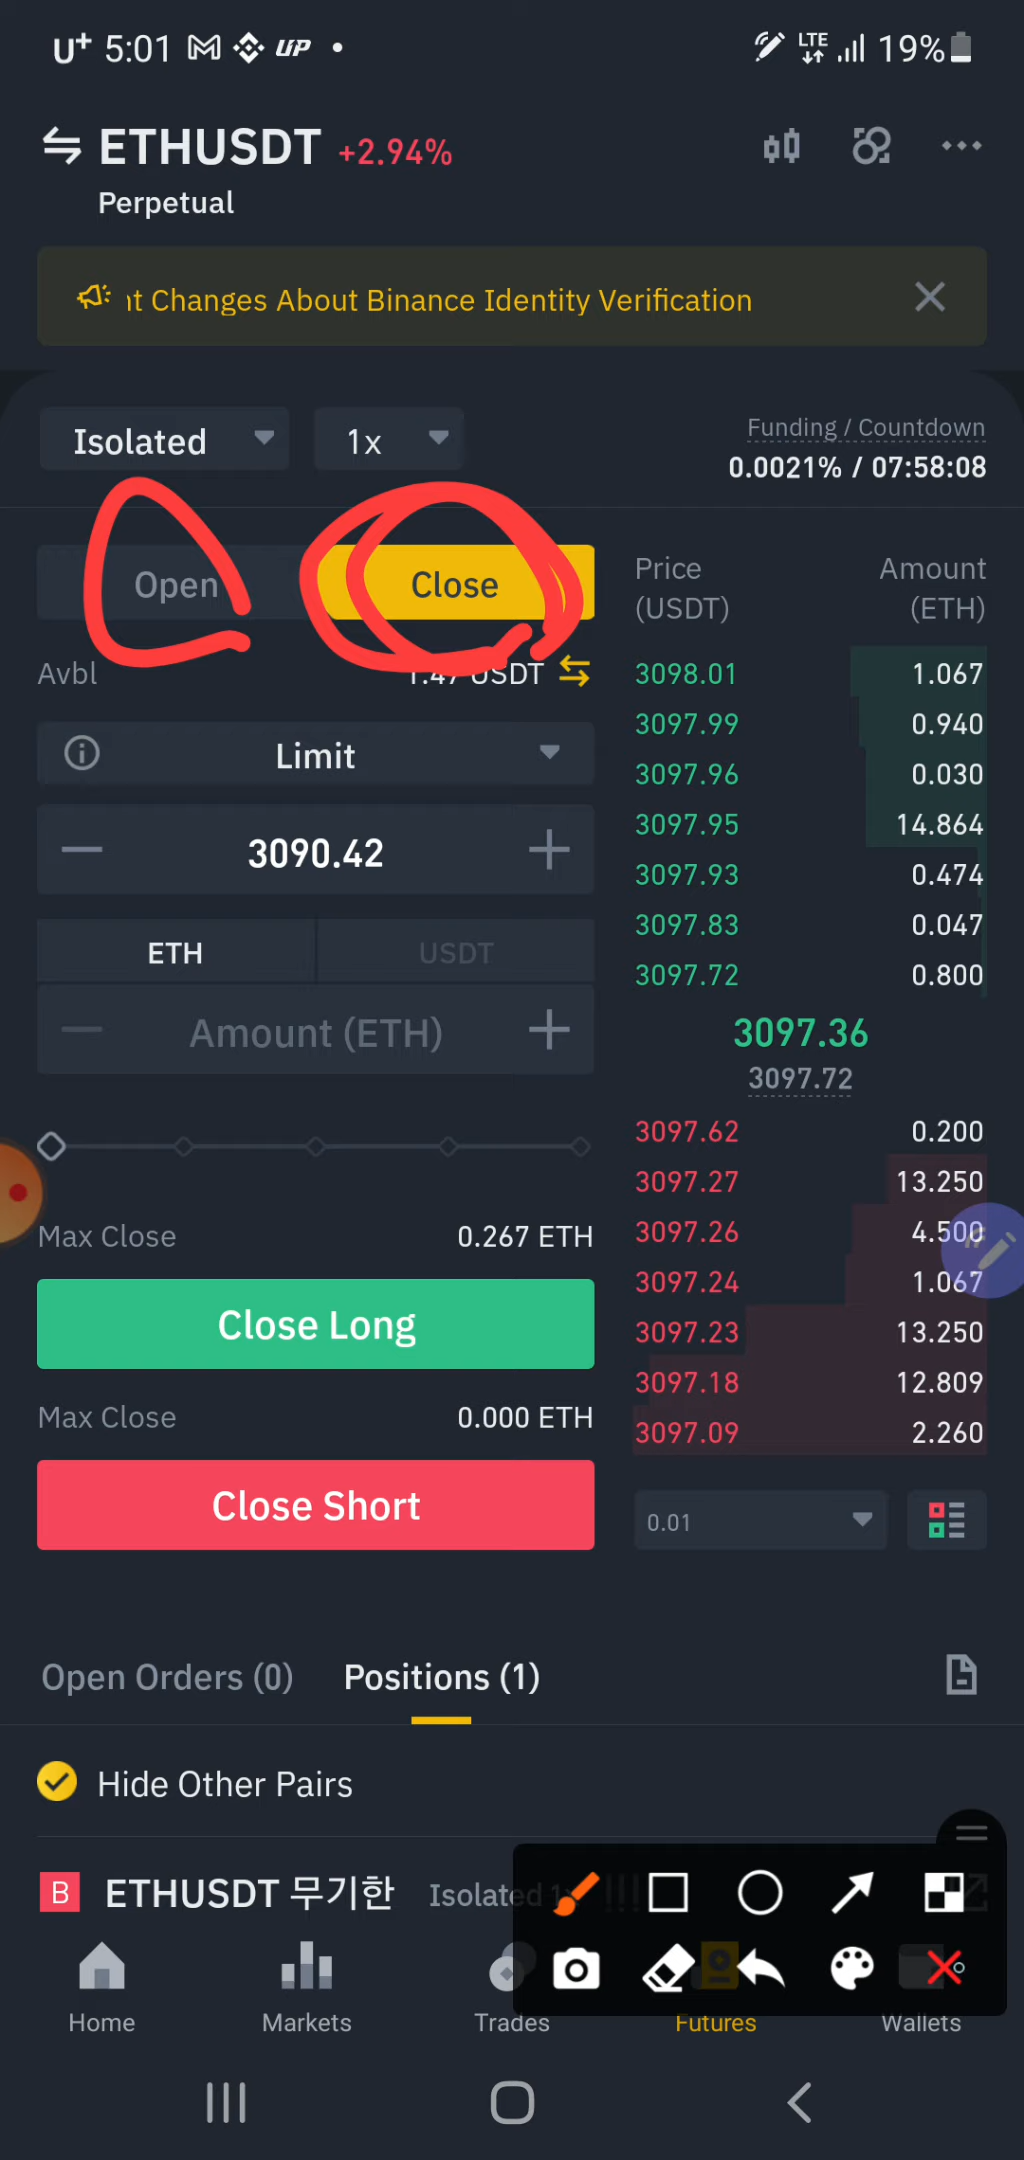 U+ 5:01 UP
LTE 19%
ETHUSDT +2.94%
Perpetual
nt Changes About Binance Identity Verification
Isolated
1x
Funding / Countdown
0.0021% / 07:58:08
Open
Close
Avbl
1.47 USDT
Limit
3090.42
ETH
USDT
Amount (ETH)
Max Close
0.267 ETH
Close Long
Max Close
0.000 ETH
Close Short
Price
(USDT)
Amount
(ETH)
3098.01 1.067
3097.99 0.940
3097.96 0.030
3097.95 14.864
3097.93 0.474
3097.83 0.047
3097.72 0.800
3097.36
3097.72
3097.62 0.200
3097.27 13.250
3097.26 4.500
3097.24 1.067
3097.23 13.250
3097.18 12.809
3097.09 2.260
0.01
Open Orders (0)
Positions (1)
Hide Other Pairs
B ETHUSDT 무기한 Isolated
Home
Markets
Trades
Futures
Wallets